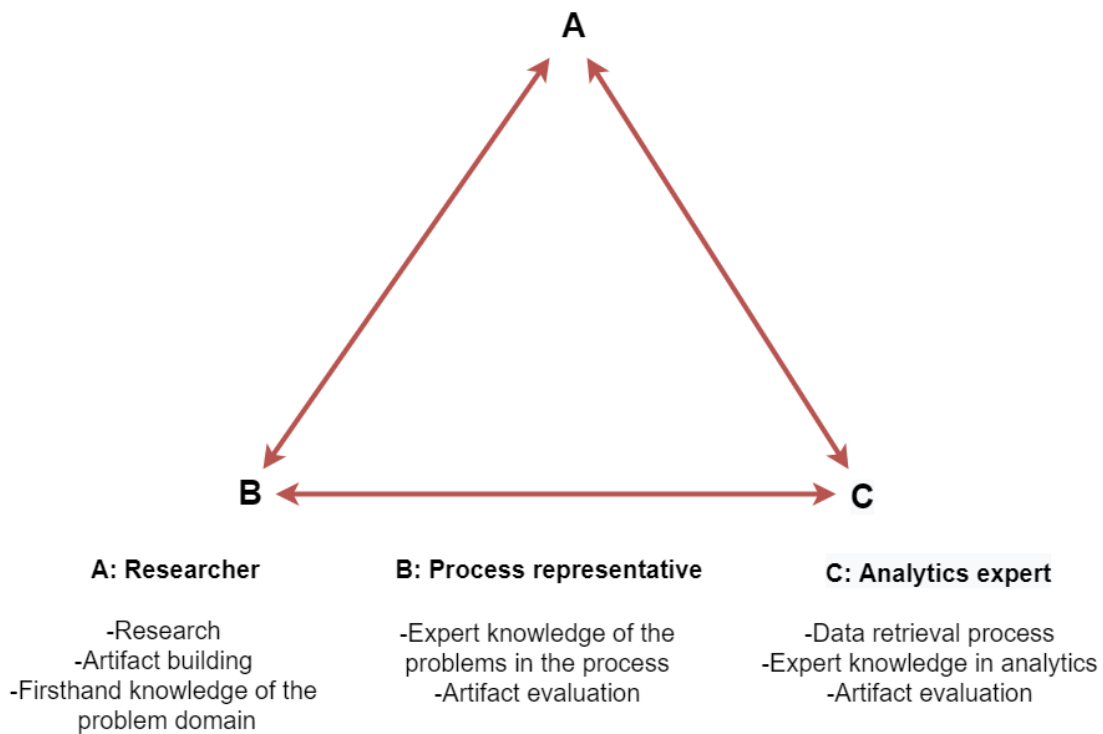 A
B
C
A: Researcher
-Research
-Artifact building
-Firsthand knowledge of the
problem domain
B: Process representative
-Expert knowledge of the
problems in the process
-Artifact evaluation
C: Analytics expert
-Data retrieval process
-Expert knowledge in analytics
-Artifact evaluation